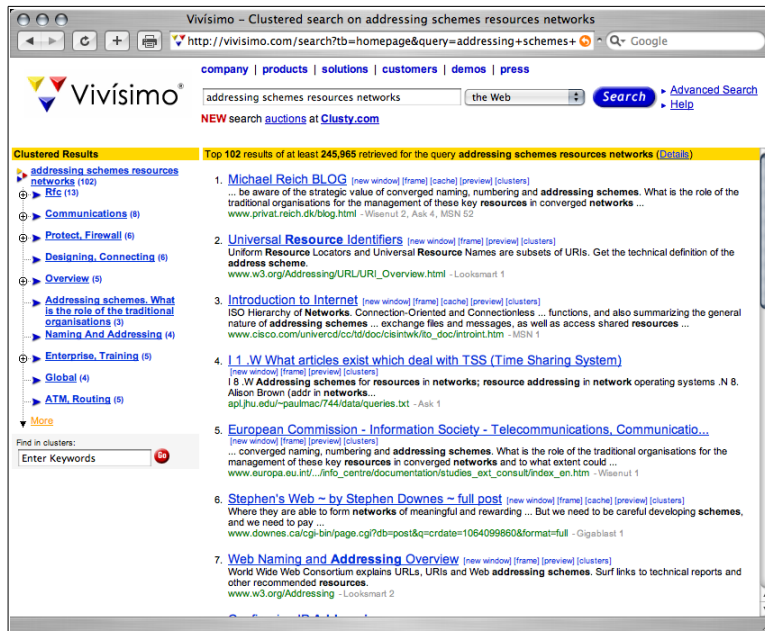 Vivísimo – Clustered search on addressing schemes resources networks
http://vivisimo.com/search?tb=homepage&query=addressing+schemes+
Google
company | products | solutions | customers | demos | press
Vivísimo®
addressing schemes resources networks
the Web
Search
Advanced Search
Help
NEW search auctions at Clusty.com
Clustered Results
addressing schemes resources
networks (102)
Rfc (13)
Communications (8)
Protect, Firewall (6)
Designing, Connecting (6)
Overview (5)
Addressing schemes. What
is the role of the traditional
organisations (3)
Naming And Addressing (4)
Enterprise, Training (5)
Global (4)
ATM, Routing (5)
More
Find in clusters:
Enter Keywords
Go
Top 102 results of at least 245,965 retrieved for the query addressing schemes resources networks (Details)
1. Michael Reich BLOG [new window] [frame] [cache] [preview] [clusters]
... be aware of the strategic value of converged naming, numbering and addressing schemes. What is the role of the
traditional organisations for the management of these key resources in converged networks ...
www.privat.reich.dk/blog.html - Wisenut 2, Ask 4, MSN 52
2. Universal Resource Identifiers [new window] [frame] [cache] [preview] [clusters]
Uniform Resource Locators and Universal Resource Names are subsets of URIs. Get the technical definition of the
address scheme.
www.w3.org/Addressing/URL/URI_Overview.html - Looksmart 1
3. Introduction to Internet [new window] [frame] [cache] [preview] [clusters]
ISO Hierarchy of Networks. Connection-Oriented and Connectionless ... functions, and also summarizing the general
nature of addressing schemes ... exchange files and messages, as well as access shared resources ...
www.cisco.com/univercd/cc/td/doc/cisintwk/ito_doc/introint.htm - MSN 1
4. I 1 .W What articles exist which deal with TSS (Time Sharing System)
[new window] [frame] [preview] [clusters]
I 8 .W Addressing schemes for resources in networks; resource addressing in network operating systems .N 8.
Alison Brown (addr in networks...
apl.jhu.edu/~paulmac/744/data/queries.txt - Ask 1
5. European Commission - Information Society - Telecommunications, Communicatio...
[new window] [frame] [preview] [clusters]
... converged naming, numbering and addressing schemes. What is the role of the traditional organisations for the
management of these key resources in converged networks and to what extent could ...
www.europa.eu.int/.../info_centre/documentation/studies_ext_consult/index_en.htm - Wisenut 1
6. Stephen's Web ~ by Stephen Downes ~ full post [new window] [frame] [cache] [preview] [clusters]
Where they are able to form networks of meaningful and rewarding ... But we need to be careful developing schemes,
and we need to pay ...
www.downes.ca/cgi-bin/page.cgi?db=post&q=crdate=1064099860&format=full - Gigablast 1
7. Web Naming and Addressing Overview [new window] [frame] [preview] [clusters]
World Wide Web Consortium explains URLs, URIs and Web addressing schemes. Surf links to technical reports and
other recommended resources.
www.w3.org/Addressing - Looksmart 2